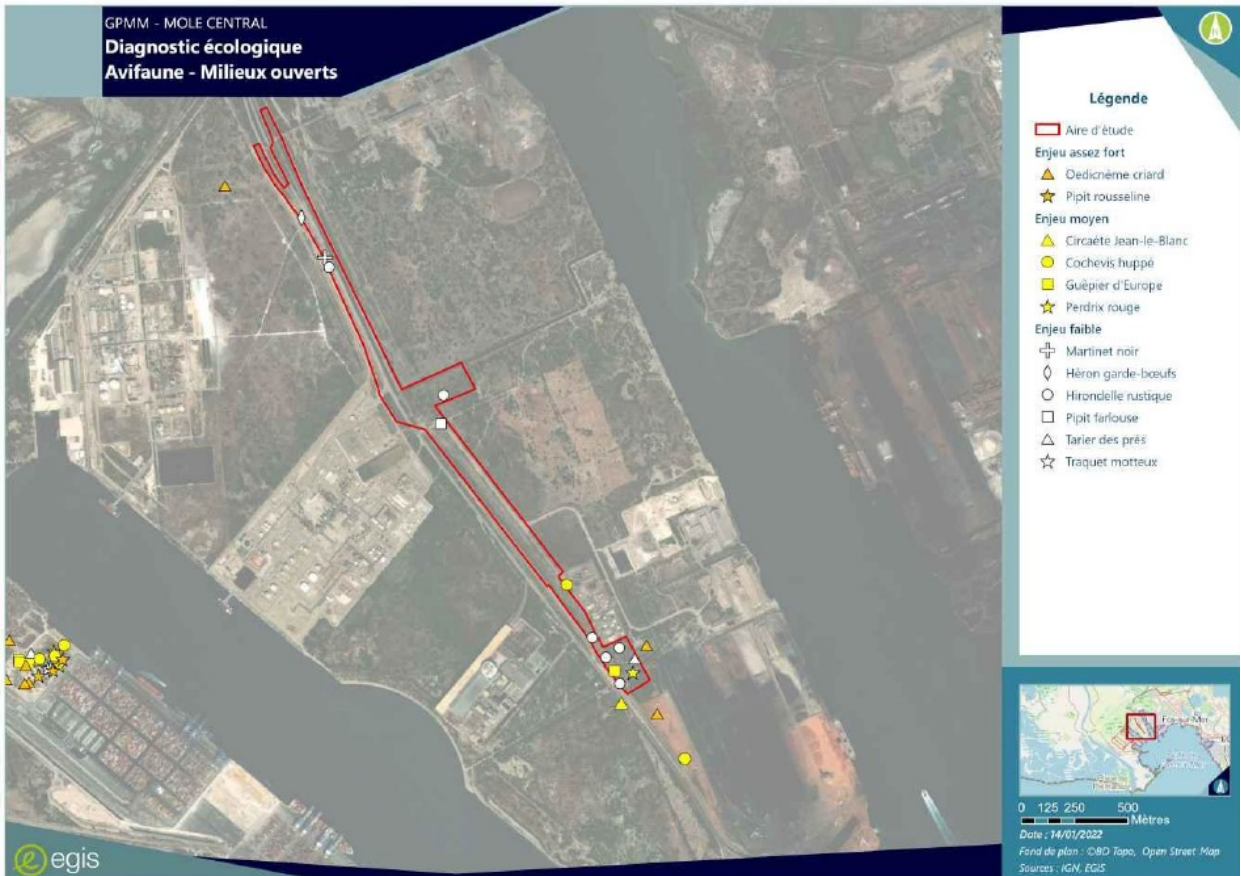 GPMM - MOLE CENTRAL
Diagnostic écologique
Avifaune - Milieux ouverts
Légende
Aire d'étude
Enjeu assez fort
Oedicnème criard
Pipit rousseline
Enjeu moyen
Circaète Jean-le-Blanc
Cochevis huppé
Guêpier d'Europe
Perdrix rouge
Enjeu faible
Martinet noir
Héron garde-bœufs
Hirondelle rustique
Pipit farlouse
Tarier des prés
Traquet motteux
0 125 250 500
Mètres
Date : 14/01/2022
Fond de plan : ©BD Topo, Open Street Map
Sources : IGN, EGIS
egis